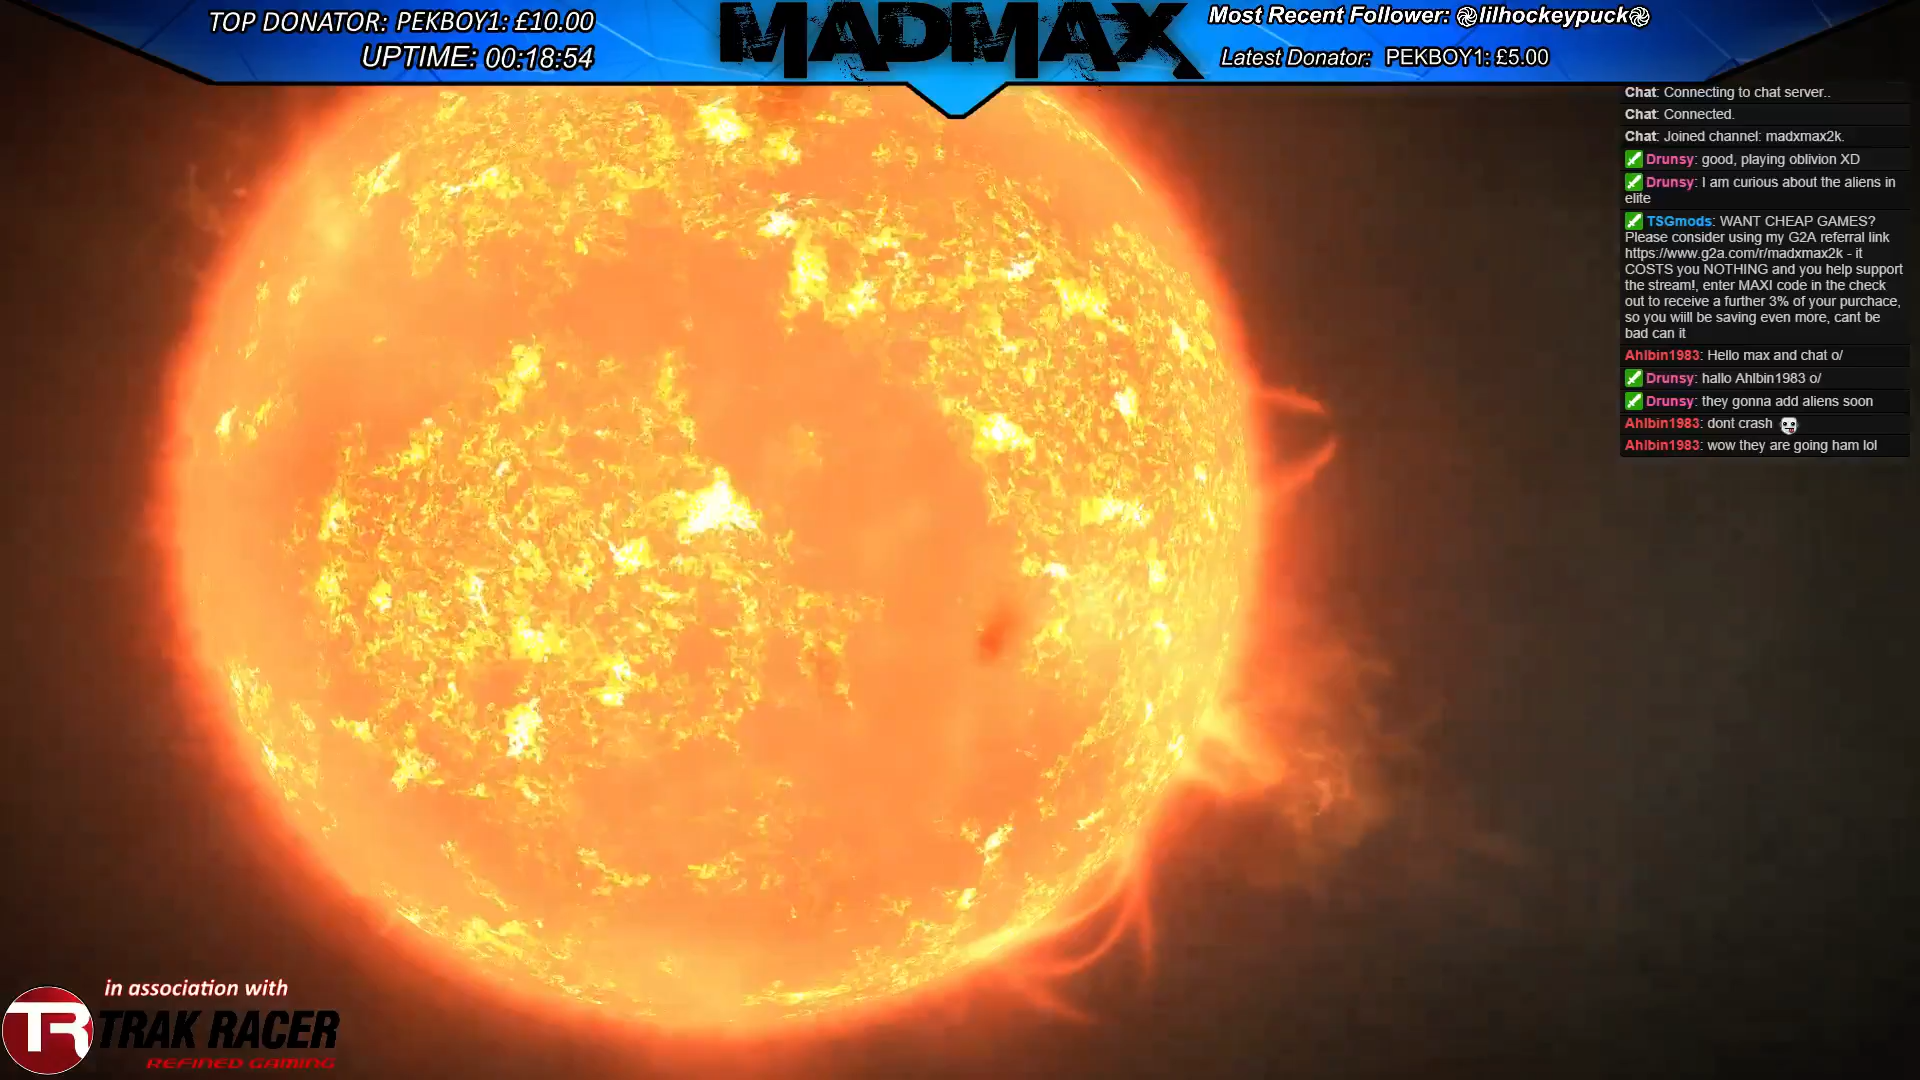 TOP DONATOR: PEKBOY1: £10.00
UPTIME: 00:18:54
MADMAX
Most Recent Follower: lilhockeypuck
Latest Donator: PEKBOY1: £5.00
Chat: Connecting to chat server..
Chat: Connected.
Chat: Joined channel: madxmax2k.
Drunsy: good, playing oblivion XD
Drunsy: I am curious about the aliens in
elite
TSGmods: WANT CHEAP GAMES?
Please consider using my G2A referral link
https://www.g2a.com/r/madxmax2k - it
COSTS you NOTHING and you help support
the stream!, enter MAXI code in the check
out to receive a further 3% of your purchace,
so you wiill be saving even more, cant be
bad can it
Ahlbin1983: Hello max and chat o/
Drunsy: hallo Ahlbin1983 o/
Drunsy: they gonna add aliens soon
Ahlbin1983: dont crash
Ahlbin1983: wow they are going ham lol
in association with
TR TRAK RACER
REFINED GAMING